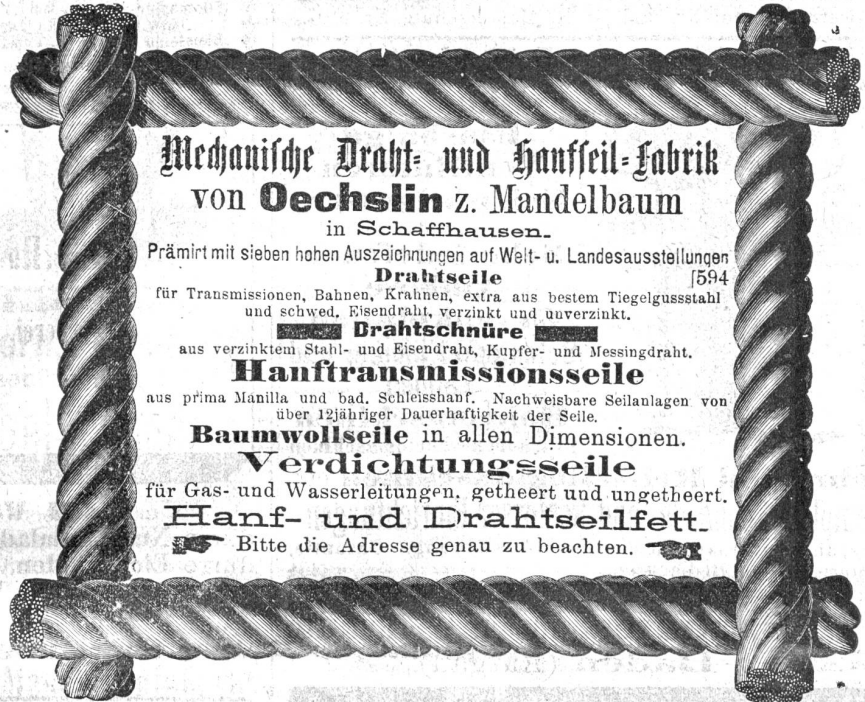 Mechanische Draht- und Hanfseil-Fabrik
von Oechslin z. Mandelbaum
in Schaffhausen.
Prämirt mit sieben hohen Auszeichnungen auf Welt- u. Landesausstellungen
Drahtseile [594
für Transmissionen, Bahnen, Krahnen, extra aus bestem Tiegelgussstahl
und schwed. Eisendraht, verzinkt und unverzinkt.
Drahtschnüre
aus verzinktem Stahl- und Eisendraht, Kupfer- und Messingdraht.
Hanftransmissionsseile
aus prima Manilla und bad. Schleisshanf. Nachweisbare Seilanlagen von
über 12jähriger Dauerhaftigkeit der Seile.
Baumwollseile in allen Dimensionen.
Verdichtungsseile
für Gas- und Wasserleitungen, getheert und ungetheert.
Hanf- und Drahtseilfett.
Bitte die Adresse genau zu beachten.